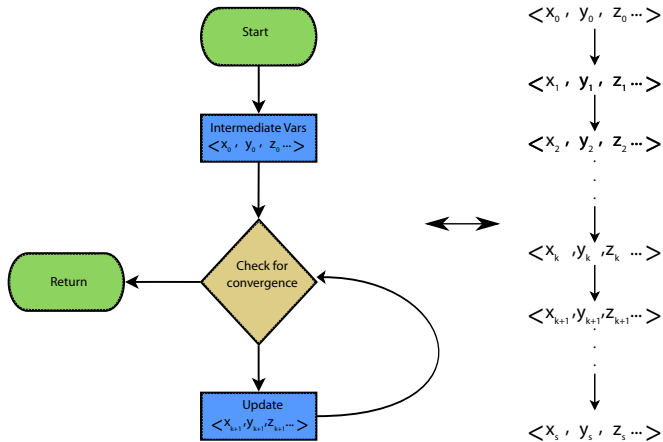 Start
Intermediate Vars
<x₀ , y₀ , z₀ ...>
Check for
convergence
Return
Update
<xₖ₊₁,yₖ₊₁,zₖ₊₁...>
<x₀ , y₀ , z₀ ...>
<x₁ , y₁ , z₁ ...>
<x₂ , y₂ , z₂ ...>
.
.
.
<xₖ ,yₖ ,zₖ ...>
<xₖ₊₁,yₖ₊₁,zₖ₊₁...>
.
.
.
<xₛ , yₛ , zₛ ...>